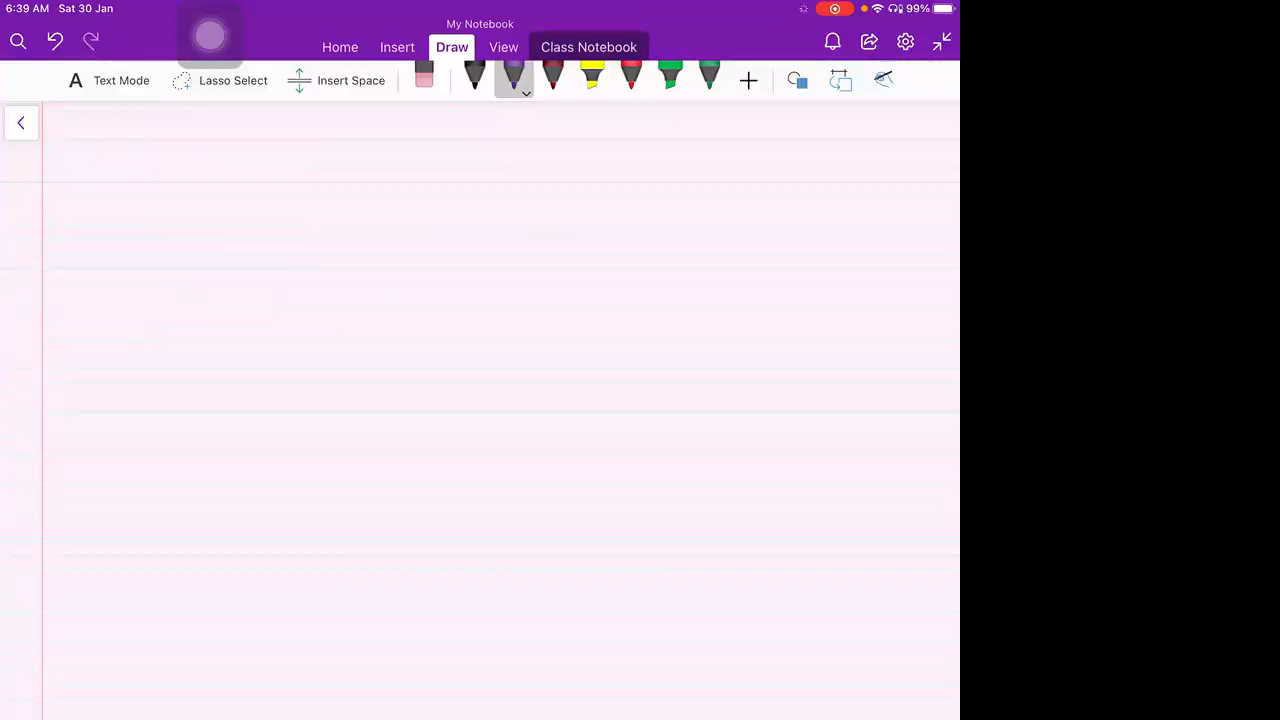 6:39 AM Sat 30 Jan 99%
My Notebook
Home Insert Draw View Class Notebook
A Text Mode Lasso Select Insert Space